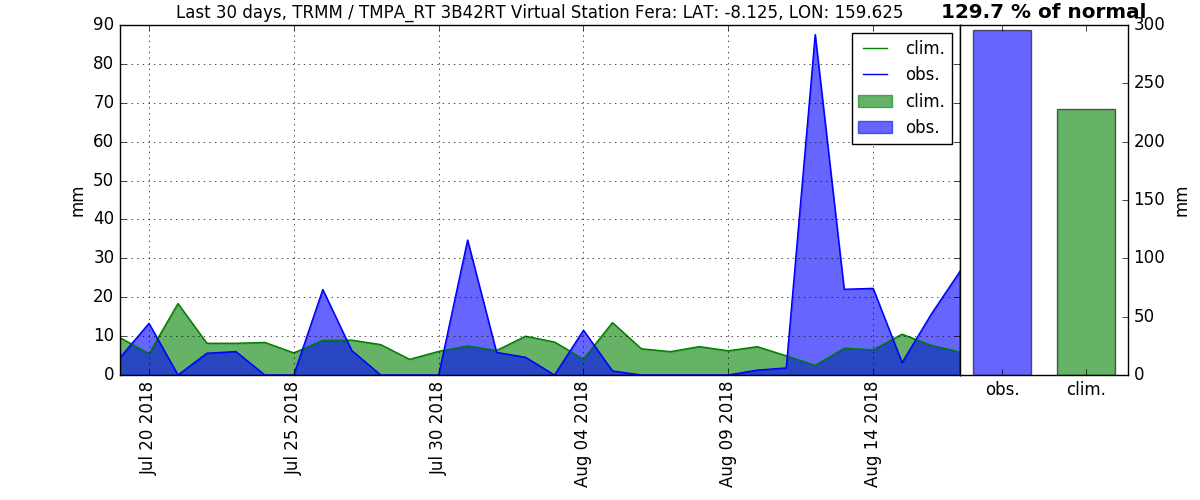 Last 30 days, TRMM / TMPA_RT 3B42RT Virtual Station Fera: LAT: -8.125, LON: 159.625
129.7 % of normal
mm
90
80
70
60
50
40
30
20
10
0
clim.
obs.
clim.
obs.
Jul 20 2018
Jul 25 2018
Jul 30 2018
Aug 04 2018
Aug 09 2018
Aug 14 2018
300
250
200
150
100
50
0
mm
obs.
clim.